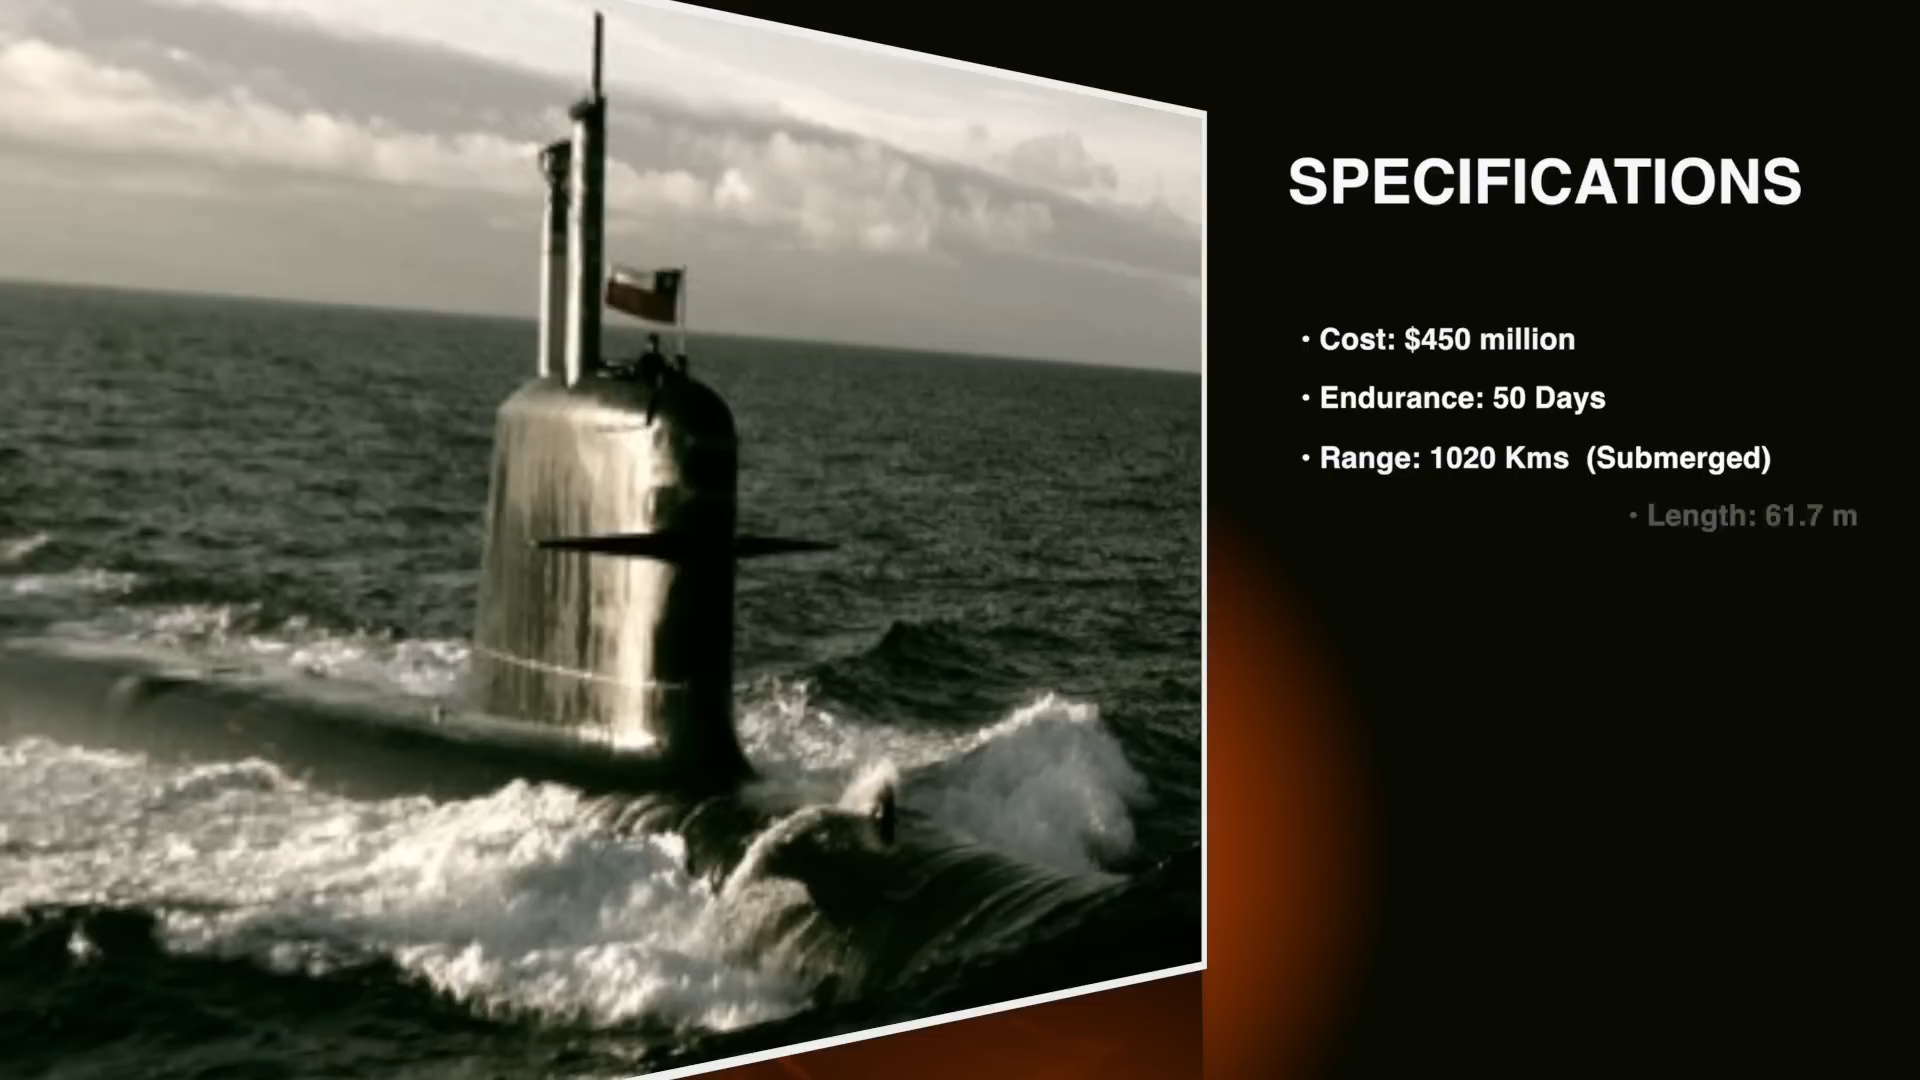 SPECIFICATIONS
• Cost: $450 million
• Endurance: 50 Days
• Range: 1020 Kms (Submerged)
• Length: 61.7 m